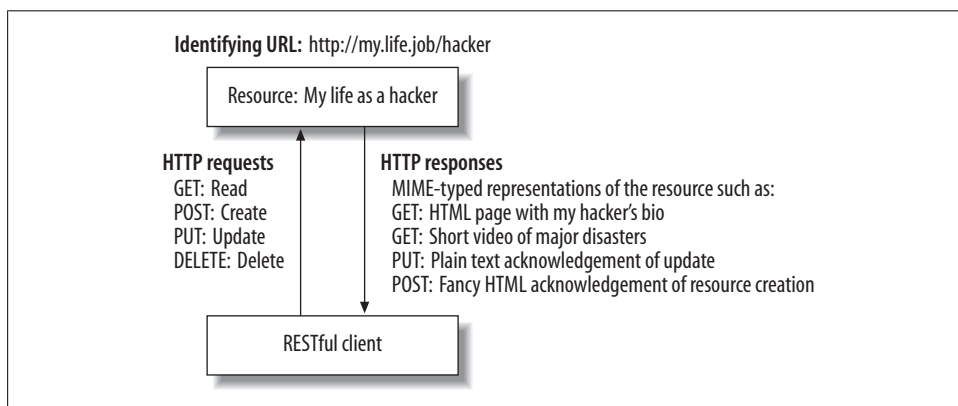 Identifying URL: http://my.life.job/hacker
Resource: My life as a hacker
HTTP requests
GET: Read
POST: Create
PUT: Update
DELETE: Delete
HTTP responses
MIME-typed representations of the resource such as:
GET: HTML page with my hacker's bio
GET: Short video of major disasters
PUT: Plain text acknowledgement of update
POST: Fancy HTML acknowledgement of resource creation
RESTful client